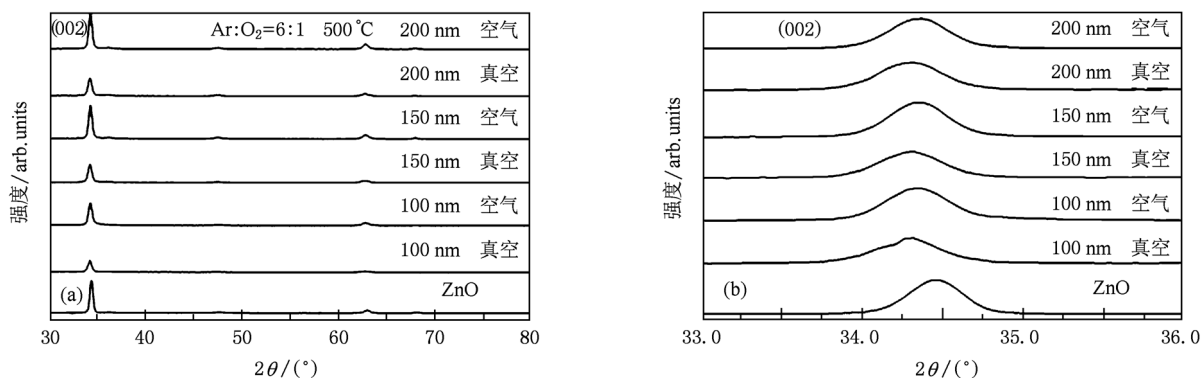 (002) Ar:O₂=6:1 500℃ 200 nm 空气
200 nm 真空
150 nm 空气
150 nm 真空
100 nm 空气
100 nm 真空
(a) ZnO
强度/arb.units
30 40 50 60 70 80
2θ/(°)
(002) 200 nm 空气
200 nm 真空
150 nm 空气
150 nm 真空
100 nm 空气
100 nm 真空
(b) ZnO
强度/arb.units
33.0 34.0 35.0 36.0
2θ/(°)